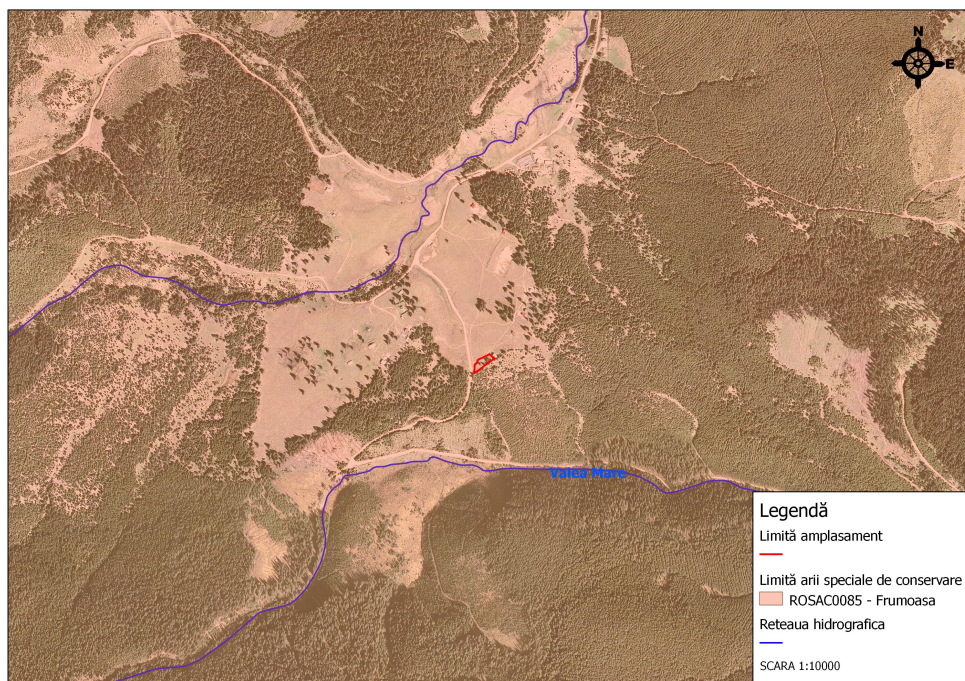 N
E
Valea Mare
Legendă
Limită amplasament
Limită arii speciale de conservare
ROSAC0085 - Frumoasa
Reteaua hidrografica
SCARA 1:10000